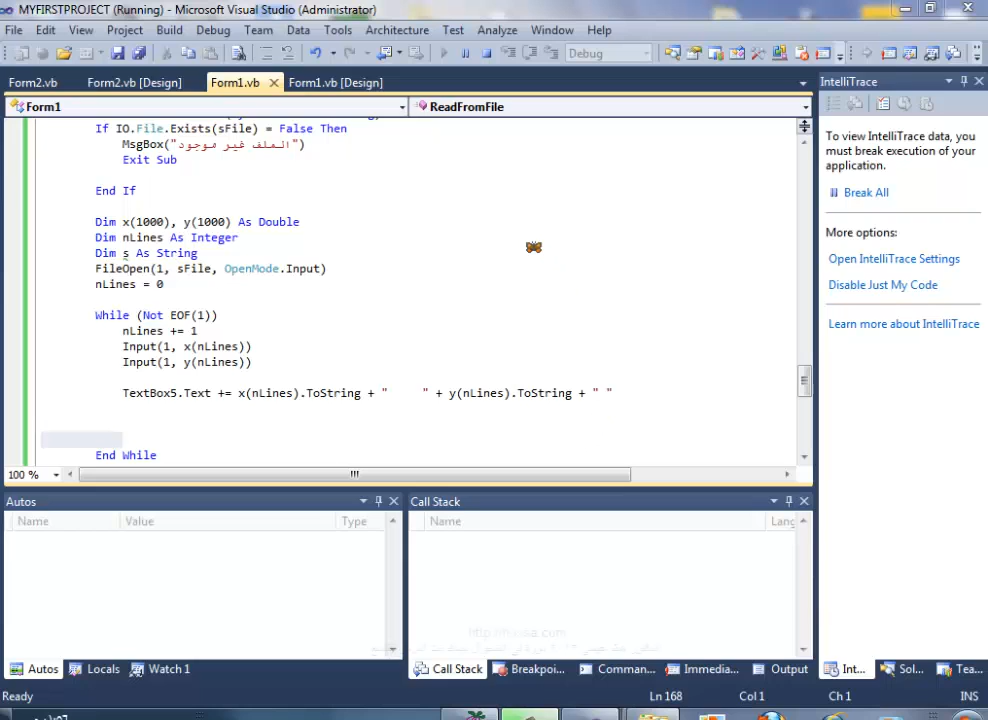 MYFIRSTPROJECT (Running) - Microsoft Visual Studio (Administrator)
File Edit View Project Build Debug Team Data Tools Architecture Test Analyze Window Help
Debug
Form2.vb Form2.vb [Design] Form1.vb Form1.vb [Design]
Form1 ReadFromFile
If IO.File.Exists(sFile) = False Then
MsgBox("الملف غير موجود")
Exit Sub
End If
Dim x(1000), y(1000) As Double
Dim nLines As Integer
Dim s As String
FileOpen(1, sFile, OpenMode.Input)
nLines = 0
While (Not EOF(1))
nLines += 1
Input(1, x(nLines))
Input(1, y(nLines))
TextBox5.Text += x(nLines).ToString + "     " + y(nLines).ToString + " "
End While
100 %
IntelliTrace
To view IntelliTrace data, you
must break execution of your
application.
Break All
More options:
Open IntelliTrace Settings
Disable Just My Code
Learn more about IntelliTrace
Autos
Name Value Type
Call Stack
Name Lang
Autos Locals Watch 1
Call Stack Breakpoi... Comman... Immedia... Output
Int... Sol... Tea...
Ready Ln 168 Col 1 Ch 1 INS